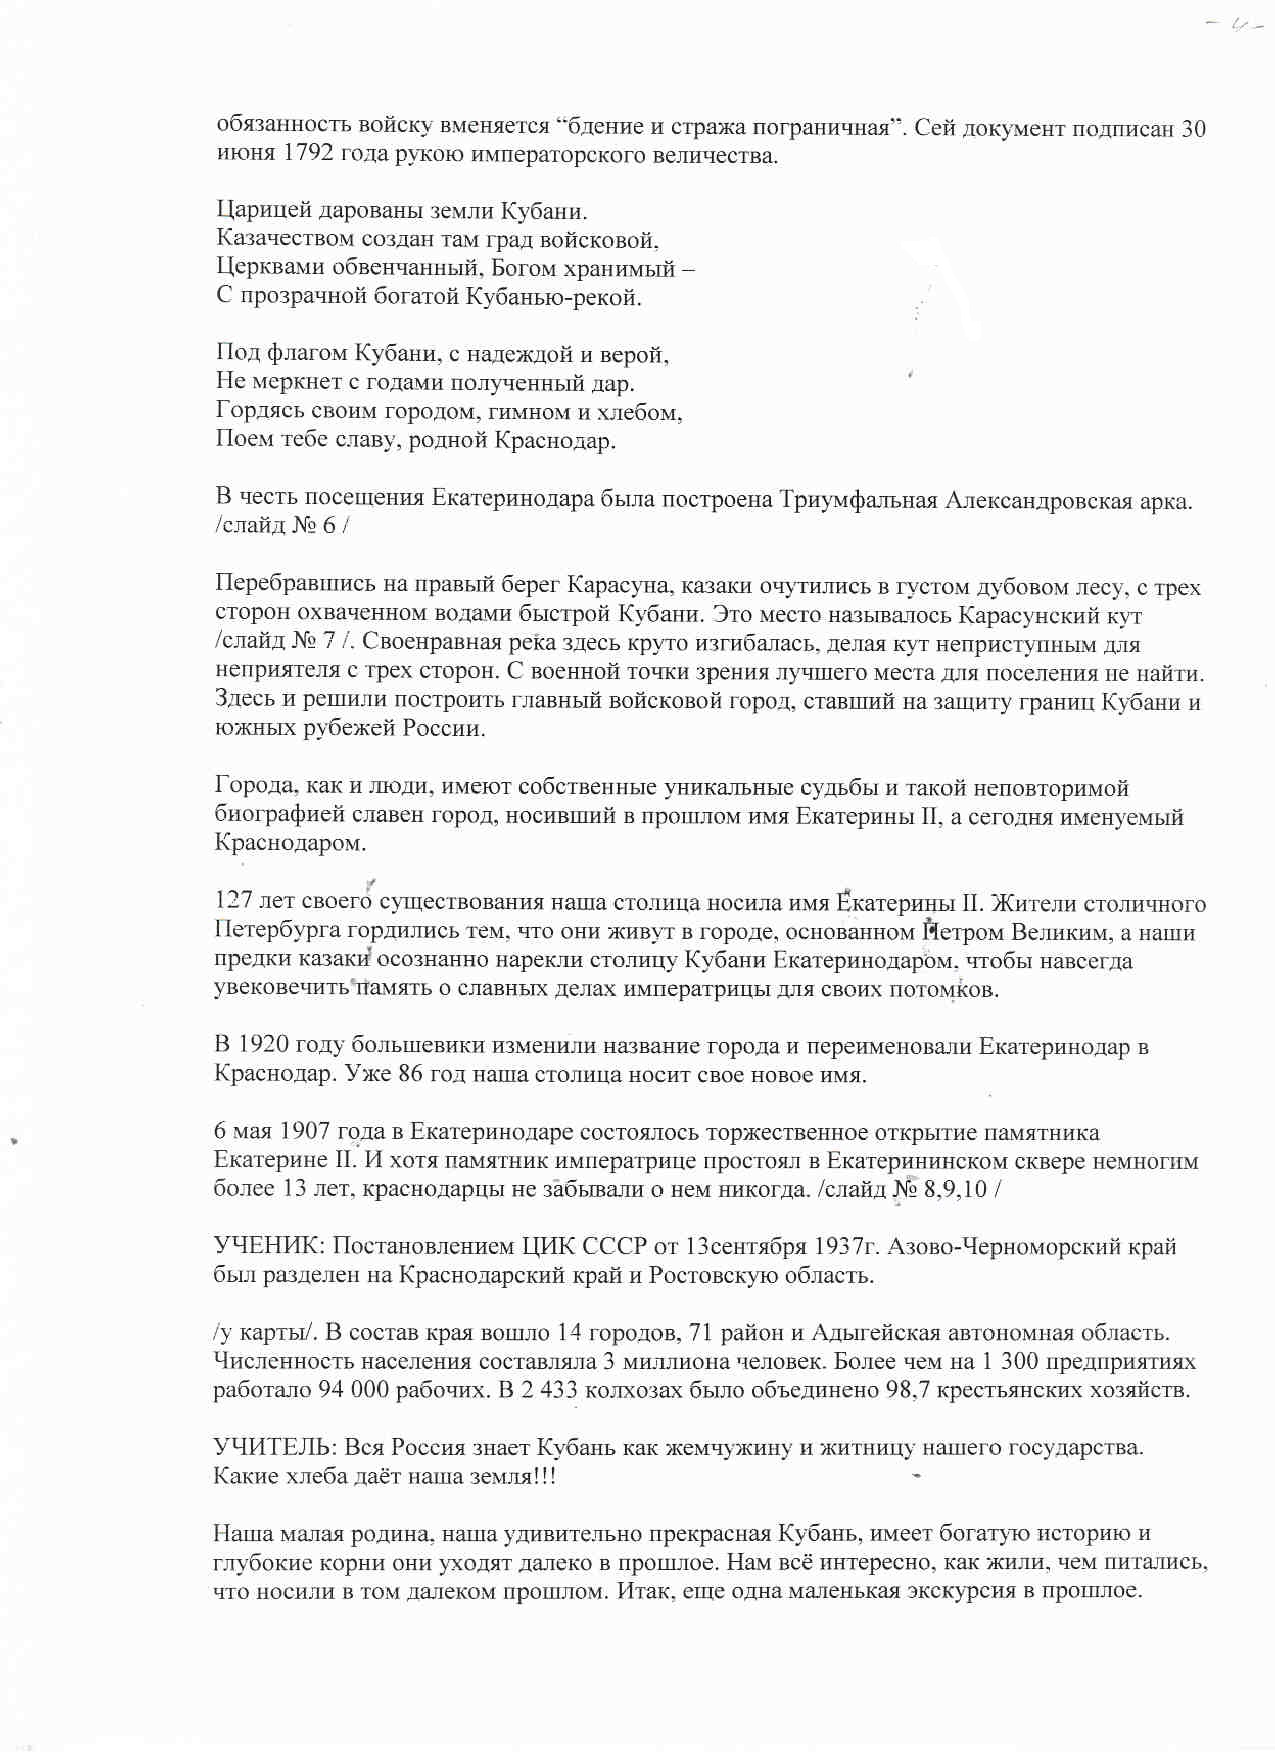 - 4 -
обязанность войску вменяется “бдение и стража пограничная”. Сей документ подписан 30
июня 1792 года рукою императорского величества.
Царицей дарованы земли Кубани.
Казачеством создан там град войсковой,
Церквами обвенчанный, Богом хранимый –
С прозрачной богатой Кубанью-рекой.
Под флагом Кубани, с надеждой и верой,
Не меркнет с годами полученный дар.
Гордясь своим городом, гимном и хлебом,
Поем тебе славу, родной Краснодар.
В честь посещения Екатеринодара была построена Триумфальная Александровская арка.
/слайд № 6 /
Перебравшись на правый берег Карасуна, казаки очутились в густом дубовом лесу, с трех
сторон охваченном водами быстрой Кубани. Это место называлось Карасунский кут
/слайд № 7 /. Своенравная река здесь круто изгибалась, делая кут неприступным для
неприятеля с трех сторон. С военной точки зрения лучшего места для поселения не найти.
Здесь и решили построить главный войсковой город, ставший на защиту границ Кубани и
южных рубежей России.
Города, как и люди, имеют собственные уникальные судьбы и такой неповторимой
биографией славен город, носивший в прошлом имя Екатерины II, а сегодня именуемый
Краснодаром.
127 лет своего существования наша столица носила имя Екатерины II. Жители столичного
Петербурга гордились тем, что они живут в городе, основанном Петром Великим, а наши
предки казаки осознанно нарекли столицу Кубани Екатеринодаром, чтобы навсегда
увековечить память о славных делах императрицы для своих потомков.
В 1920 году большевики изменили название города и переименовали Екатеринодар в
Краснодар. Уже 86 год наша столица носит свое новое имя.
6 мая 1907 года в Екатеринодаре состоялось торжественное открытие памятника
Екатерине II. И хотя памятник императрице простоял в Екатерининском сквере немногим
более 13 лет, краснодарцы не забывали о нем никогда. /слайд № 8,9,10 /
УЧЕНИК: Постановлением ЦИК СССР от 13сентября 1937г. Азово-Черноморский край
был разделен на Краснодарский край и Ростовскую область.
/у карты/. В состав края вошло 14 городов, 71 район и Адыгейская автономная область.
Численность населения составляла 3 миллиона человек. Более чем на 1 300 предприятиях
работало 94 000 рабочих. В 2 433 колхозах было объединено 98,7 крестьянских хозяйств.
УЧИТЕЛЬ: Вся Россия знает Кубань как жемчужину и житницу нашего государства.
Какие хлеба даёт наша земля!!!
Наша малая родина, наша удивительно прекрасная Кубань, имеет богатую историю и
глубокие корни они уходят далеко в прошлое. Нам всё интересно, как жили, чем питались,
что носили в том далеком прошлом. Итак, еще одна маленькая экскурсия в прошлое.